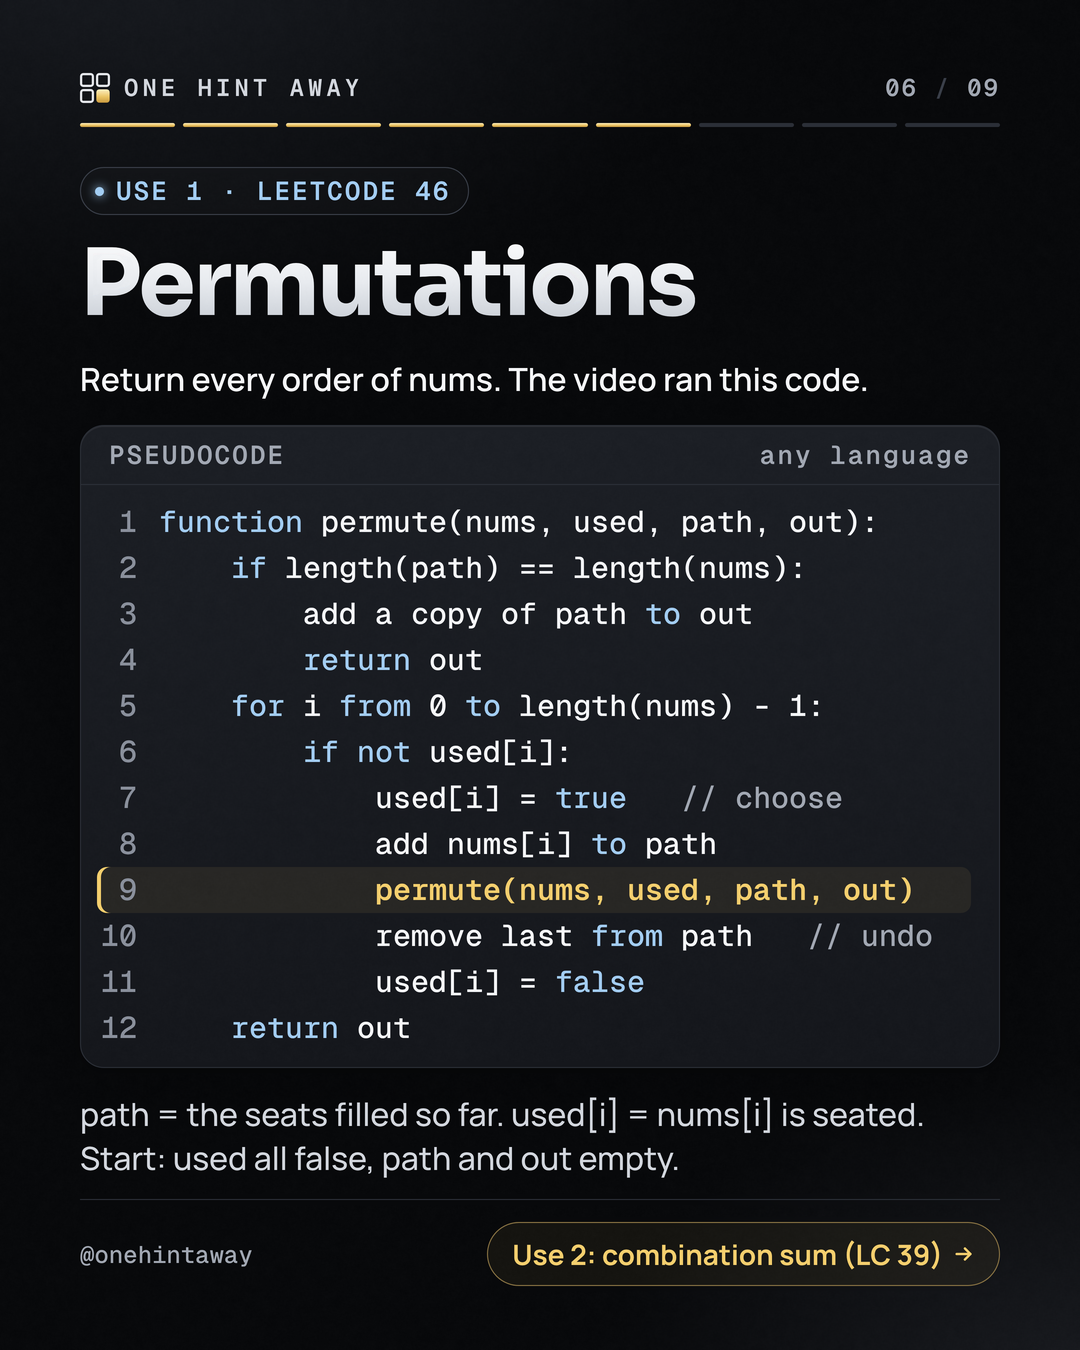 ONE HINT AWAY
06 / 09
USE 1 · LEETCODE 46
Permutations
Return every order of nums. The video ran this code.
PSEUDOCODE
any language
1 function permute(nums, used, path, out):
2     if length(path) == length(nums):
3         add a copy of path to out
4         return out
5     for i from 0 to length(nums) - 1:
6         if not used[i]:
7             used[i] = true   // choose
8             add nums[i] to path
9             permute(nums, used, path, out)
10             remove last from path   // undo
11             used[i] = false
12     return out
path = the seats filled so far. used[i] = nums[i] is seated.
Start: used all false, path and out empty.
@onehintaway
Use 2: combination sum (LC 39) →